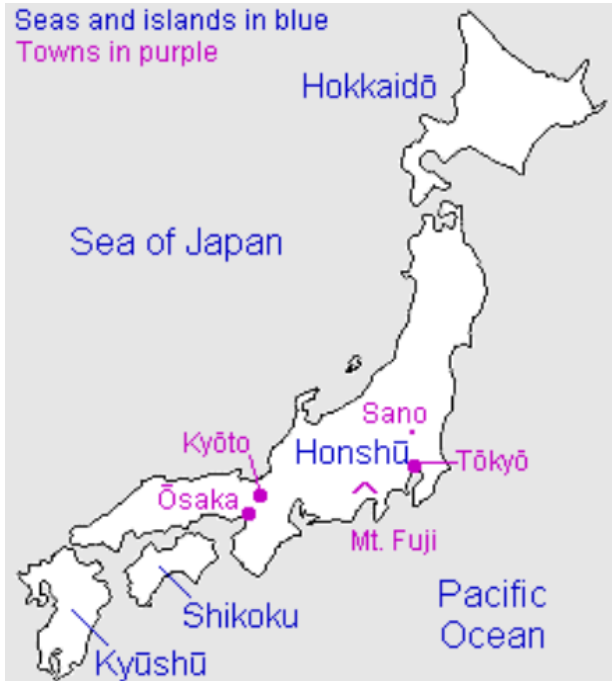 Seas and islands in blue
Towns in purple
Hokkaidō
Sea of Japan
Sano
Kyōto
Honshū
Tōkyō
Ōsaka
Mt. Fuji
Shikoku
Pacific
Ocean
Kyūshū